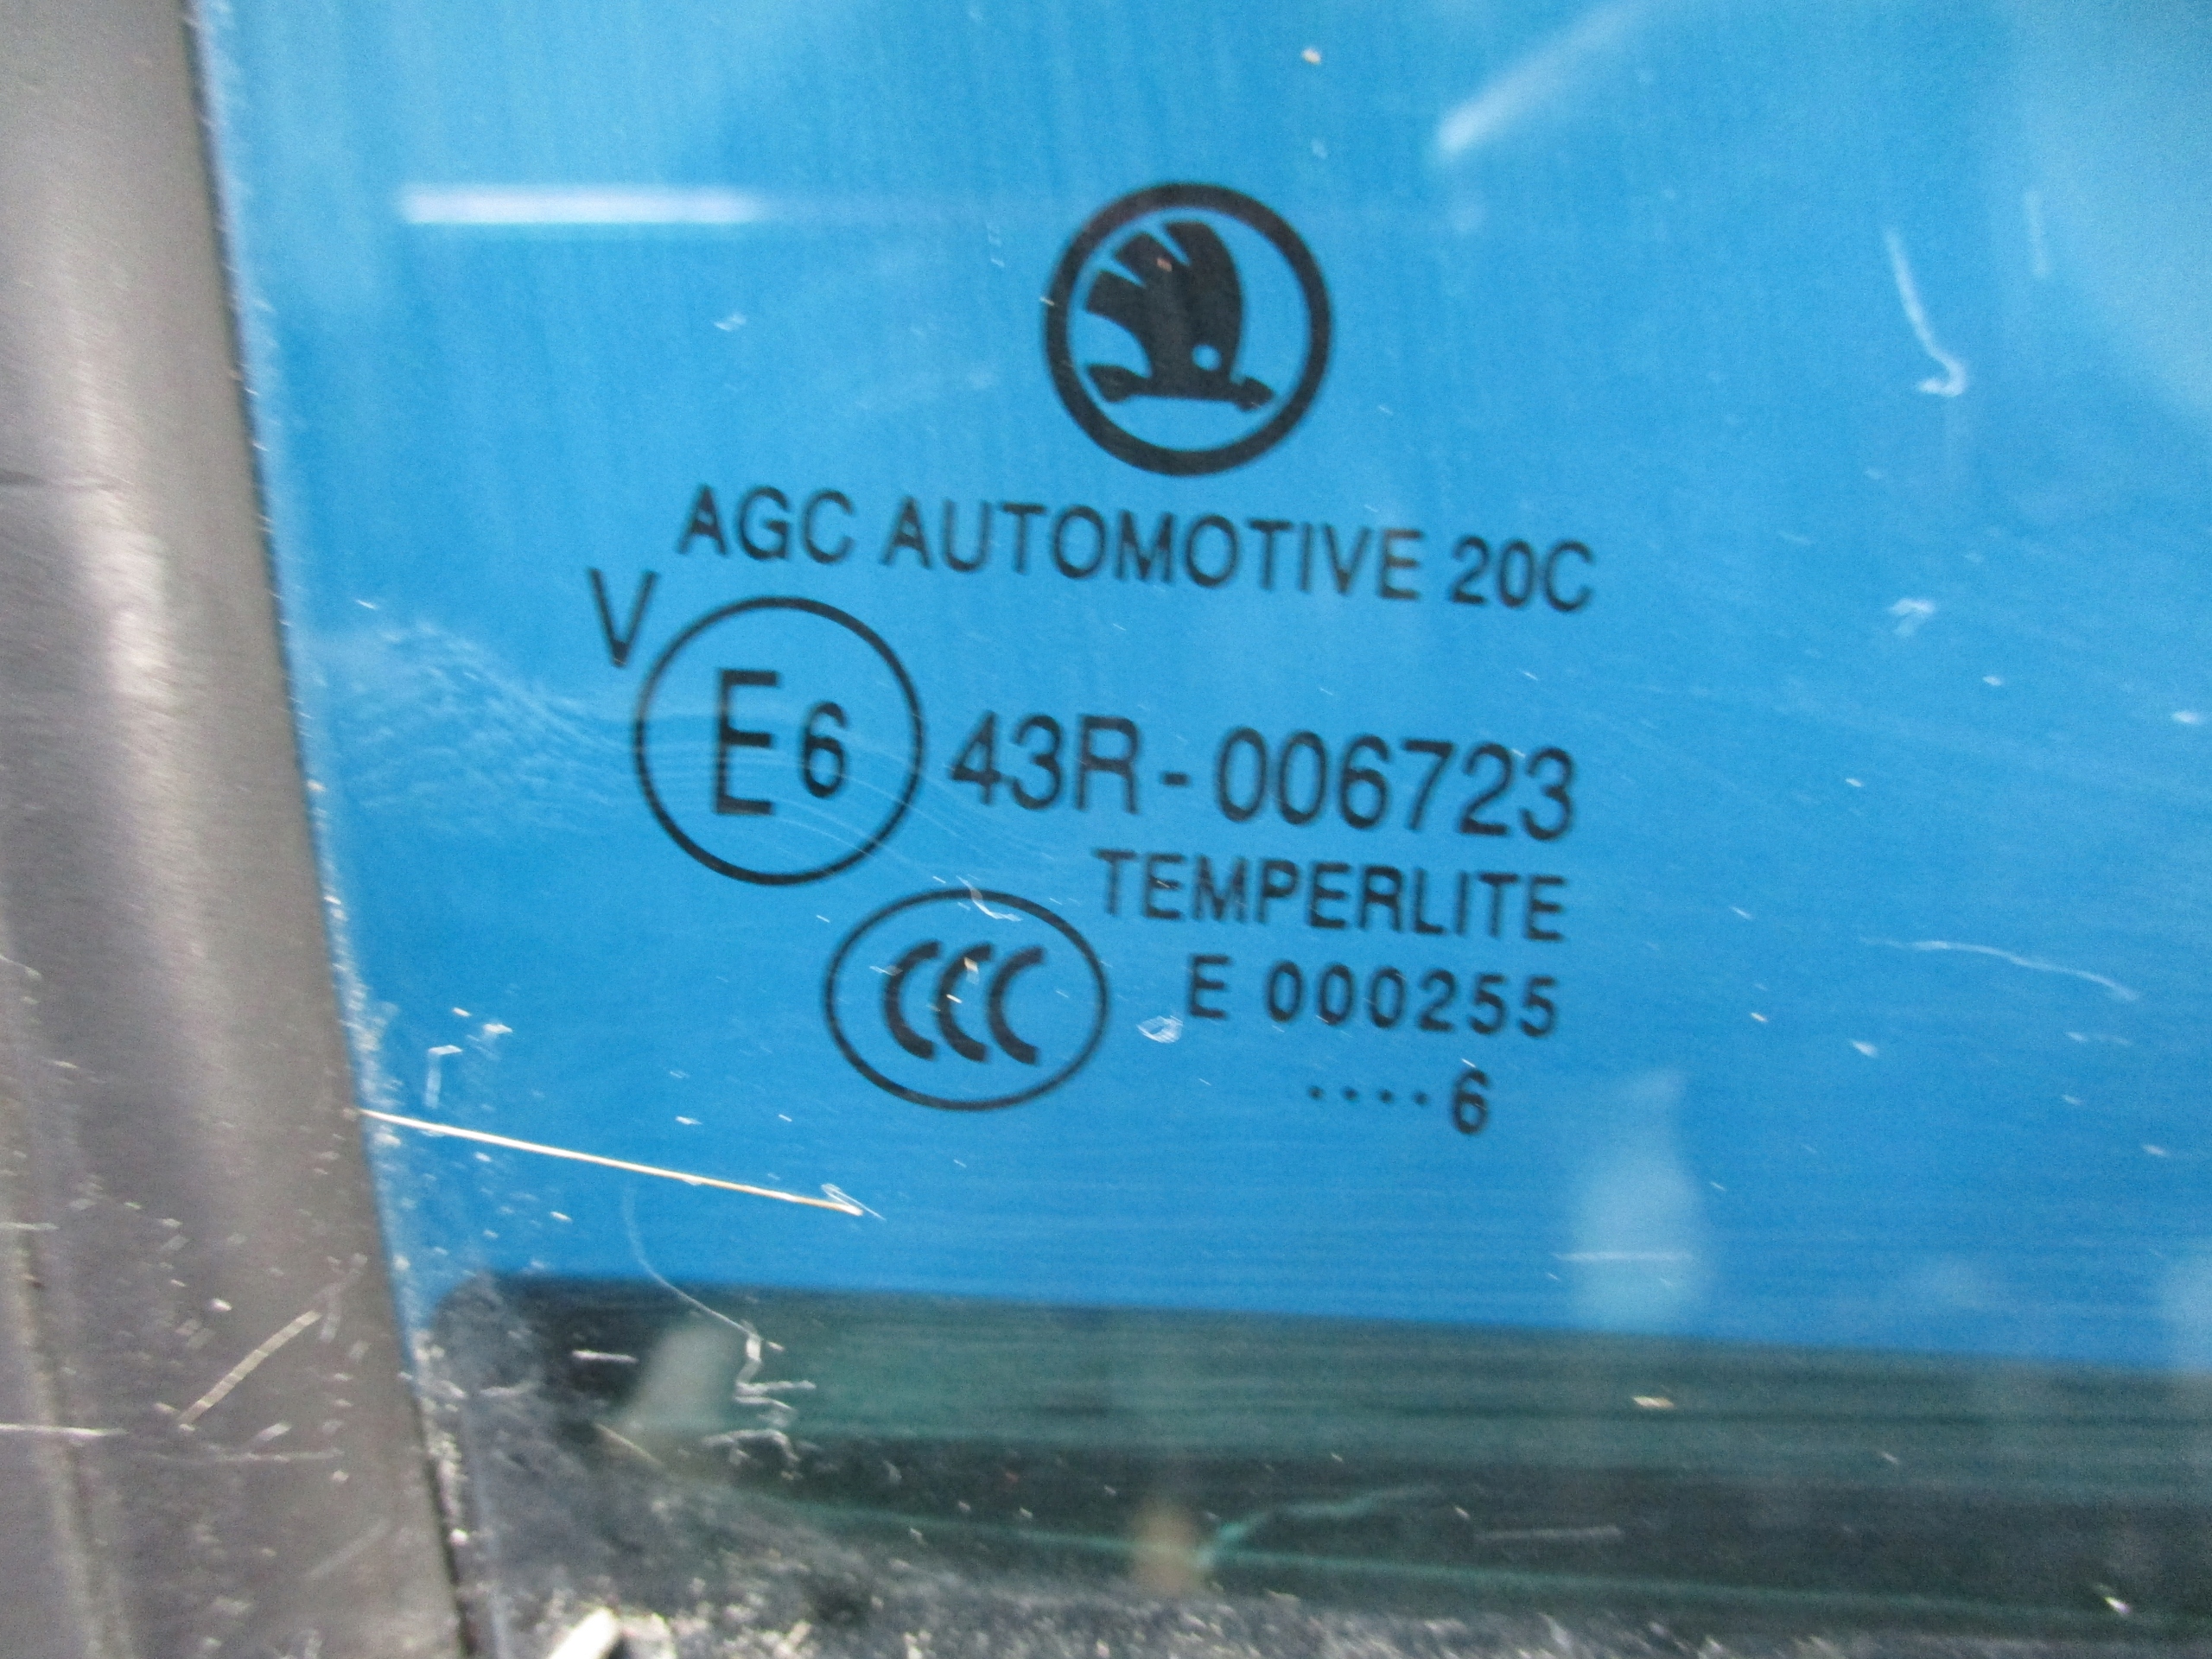 AGC AUTOMOTIVE 20C
V
E6 43R-006723
TEMPERLITE
CCC E 000255
····6